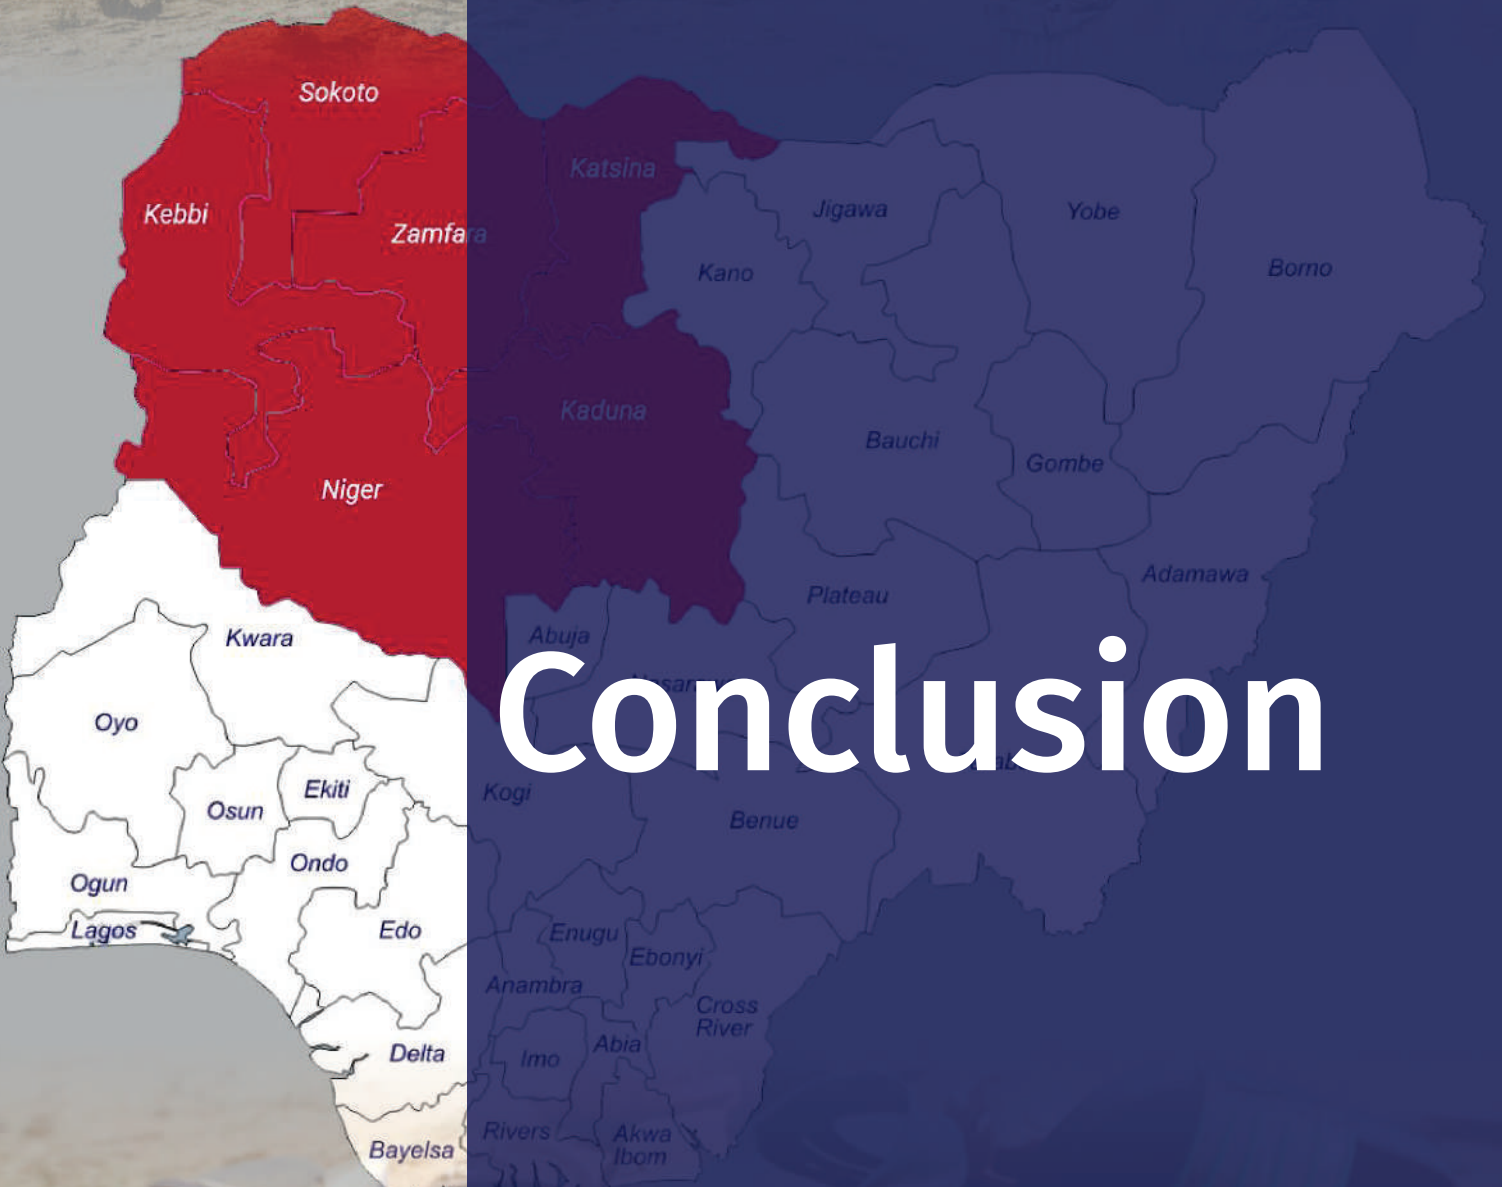 Sokoto
Katsina
Kebbi
Jigawa
Yobe
Zamfara
Kano
Borno
Kaduna
Bauchi
Gombe
Niger
Adamawa
Plateau
Abuja
Kwara
Conclusion
Oyo
Ekiti
Kogi
Osun
Benue
Ondo
Ogun
Lagos
Edo
Enugu
Ebonyi
Anambra
Cross
River
Abia
Delta
Imo
Rivers
Akwa
Ibom
Bayelsa